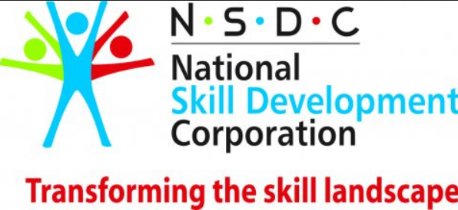 N·S·D·C
National
Skill Development
Corporation
Transforming the skill landscape